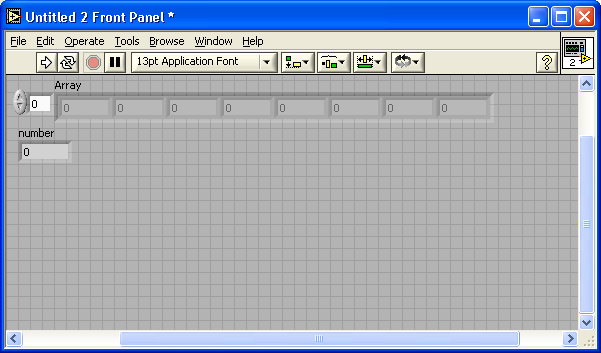 Untitled 2 Front Panel *
File Edit Operate Tools Browse Window Help
13pt Application Font
?
2
Array
0 0 0 0 0 0 0 0 0
number
0